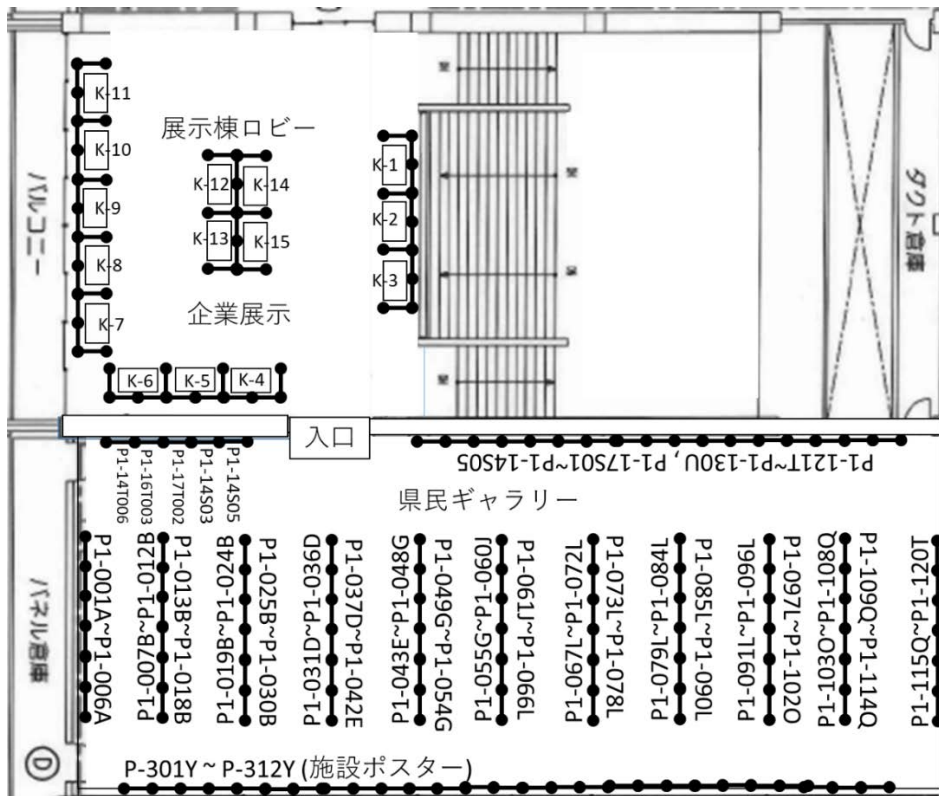 K-11
K-10
K-9
K-8
K-7
展示棟ロビー
K-12
K-14
K-13
K-15
企業展示
K-1
K-2
K-3
K-6
K-5
K-4
バルコニー
ダクト倉庫
入口
P1-14T006
P1-16T003
P1-17T002
P1-14S03
P1-14S05
P1-121T~P1-130U , P1-17S01~P1-14S05
県民ギャラリー
P1-001A~P1-006A
P1-007B~P1-012B
P1-013B~P1-018B
P1-019B~P1-024B
P1-025B~P1-030B
P1-031D~P1-036D
P1-037D~P1-042E
P1-043E~P1-048G
P1-049G~P1-054G
P1-055G~P1-060J
P1-061J~P1-066L
P1-067L~P1-072L
P1-073L~P1-078L
P1-079L~P1-084L
P1-085L~P1-090L
P1-091L~P1-096L
P1-097L~P1-102O
P1-103O~P1-108Q
P1-109Q~P1-114Q
P1-115Q~P1-120T
パネル倉庫
D
P-301Y ~ P-312Y (施設ポスター)